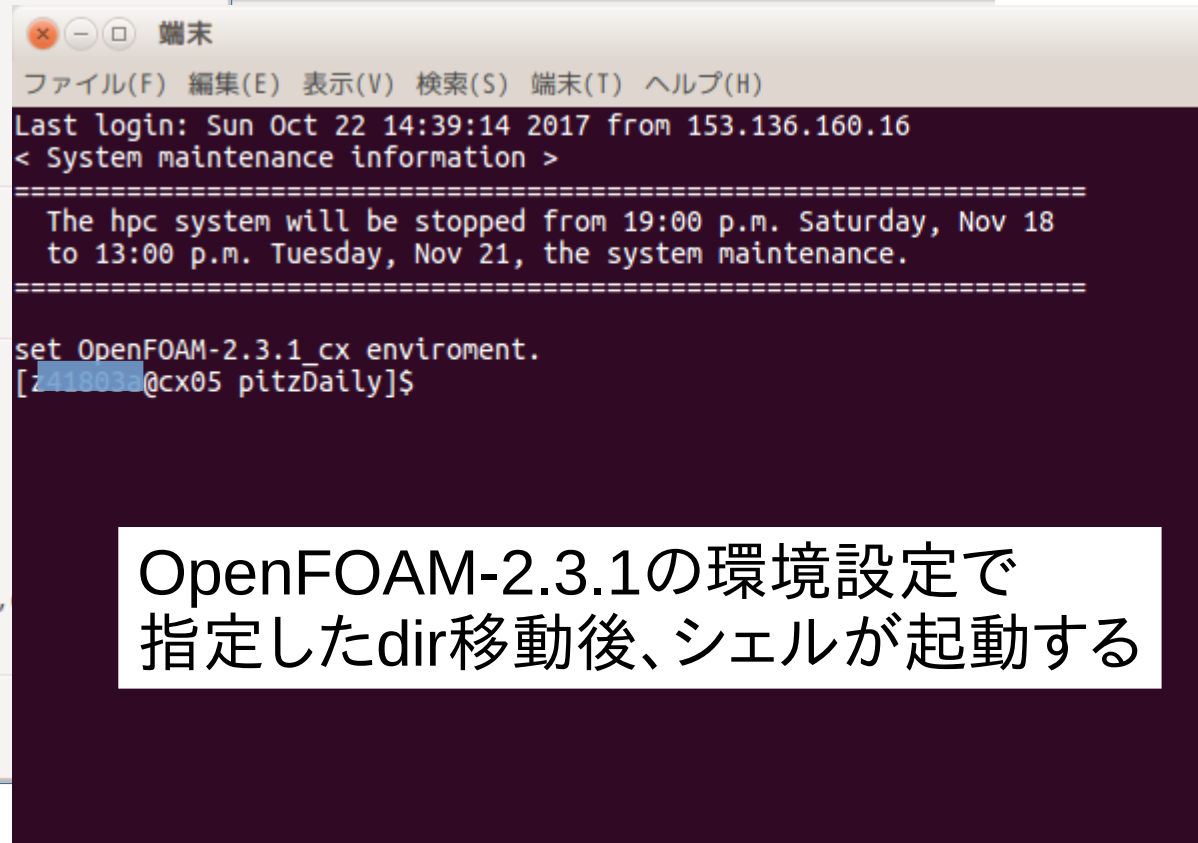 端末
ファイル(F) 編集(E) 表示(V) 検索(S) 端末(T) ヘルプ(H)
Last login: Sun Oct 22 14:39:14 2017 from 153.136.160.16
< System maintenance information >
===================================================================
The hpc system will be stopped from 19:00 p.m. Saturday, Nov 18
to 13:00 p.m. Tuesday, Nov 21, the system maintenance.
===================================================================
set OpenFOAM-2.3.1_cx enviroment.
@cx05 pitzDaily]$
OpenFOAM-2.3.1の環境設定で
指定したdir移動後、シェルが起動する